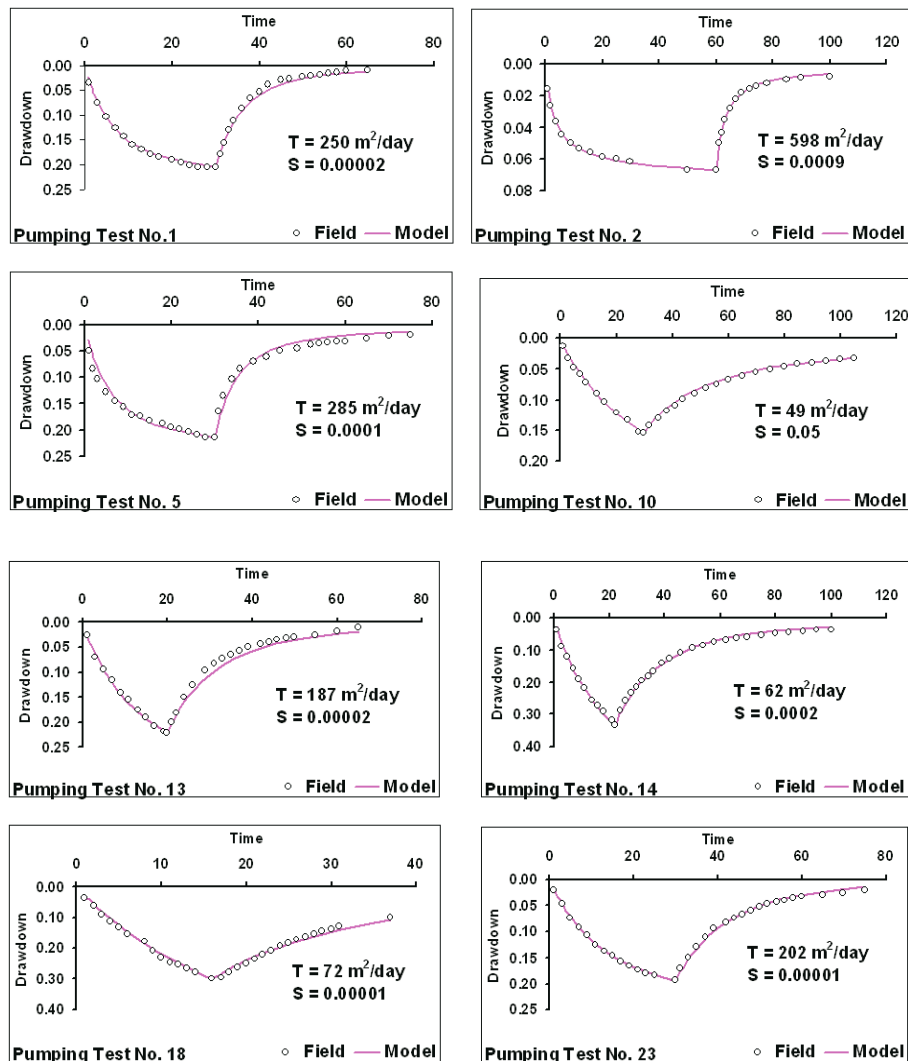 Time
0 20 40 60 80
0.00
0.05
0.10
0.15
0.20
0.25
Drawdown
T = 250 m²/day
S = 0.00002
Pumping Test No.1 Field Model
Time
0 20 40 60 80 100 120
0.00
0.02
0.04
0.06
0.08
Drawdown
T = 598 m²/day
S = 0.0009
Pumping Test No. 2 Field Model
Time
0 20 40 60 80
0.00
0.05
0.10
0.15
0.20
0.25
Drawdown
T = 285 m²/day
S = 0.0001
Pumping Test No. 5 Field Model
Time
0 20 40 60 80 100 120
0.00
0.05
0.10
0.15
0.20
Drawdown
T = 49 m²/day
S = 0.05
Pumping Test No. 10 Field Model
Time
0 20 40 60 80
0.00
0.05
0.10
0.15
0.20
0.25
Drawdown
T = 187 m²/day
S = 0.00002
Pumping Test No. 13 Field Model
Time
0 20 40 60 80 100 120
0.00
0.10
0.20
0.30
0.40
Drawdown
T = 62 m²/day
S = 0.0002
Pumping Test No. 14 Field Model
Time
0 10 20 30 40
0.00
0.10
0.20
0.30
0.40
Drawdown
T = 72 m²/day
S = 0.00001
Pumping Test No. 18 Field Model
Time
0 20 40 60 80
0.00
0.05
0.10
0.15
0.20
0.25
Drawdown
T = 202 m²/day
S = 0.00001
Pumping Test No. 23 Field Model